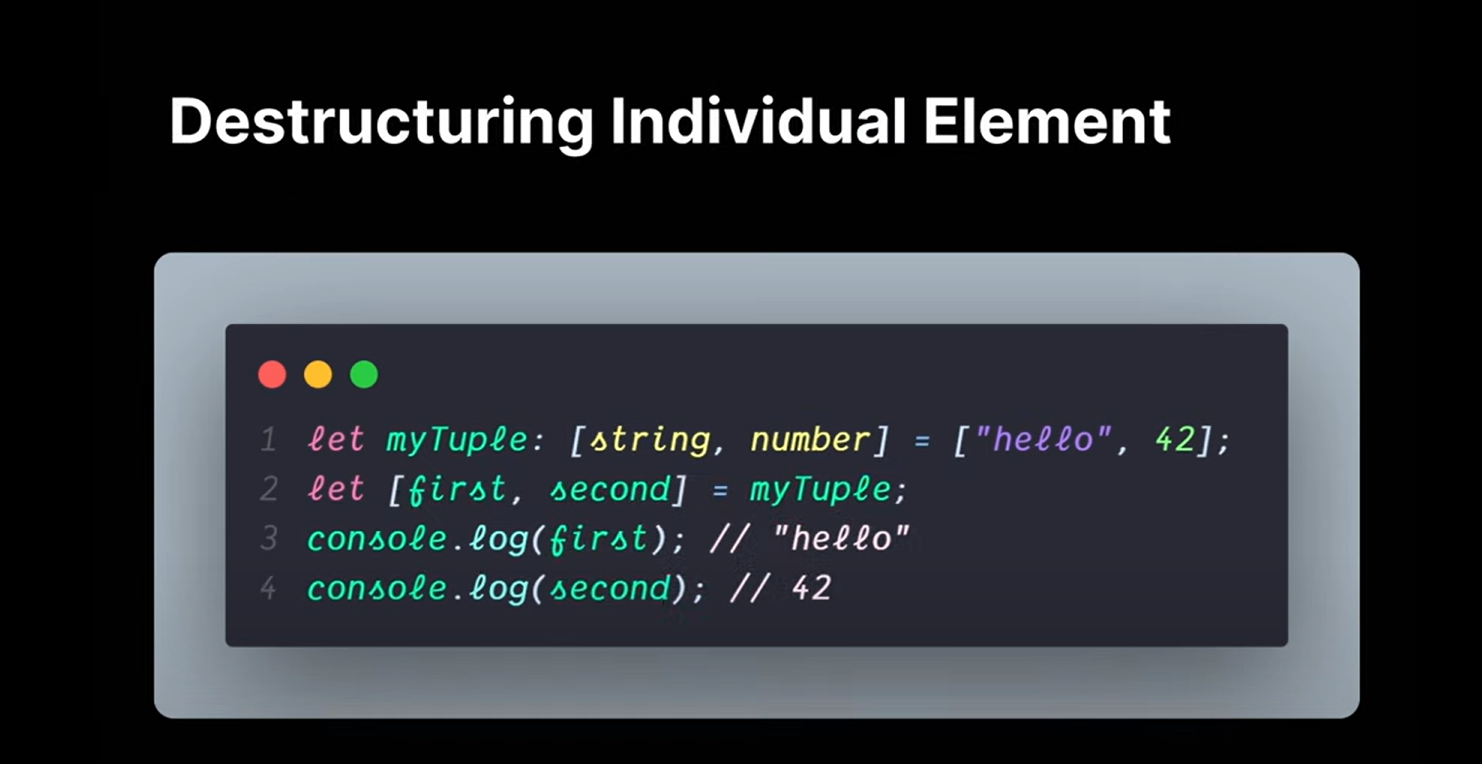 Destructuring Individual Element
1 let myTuple: [string, number] = ["hello", 42];
2 let [first, second] = myTuple;
3 console.log(first); // "hello"
4 console.log(second); // 42